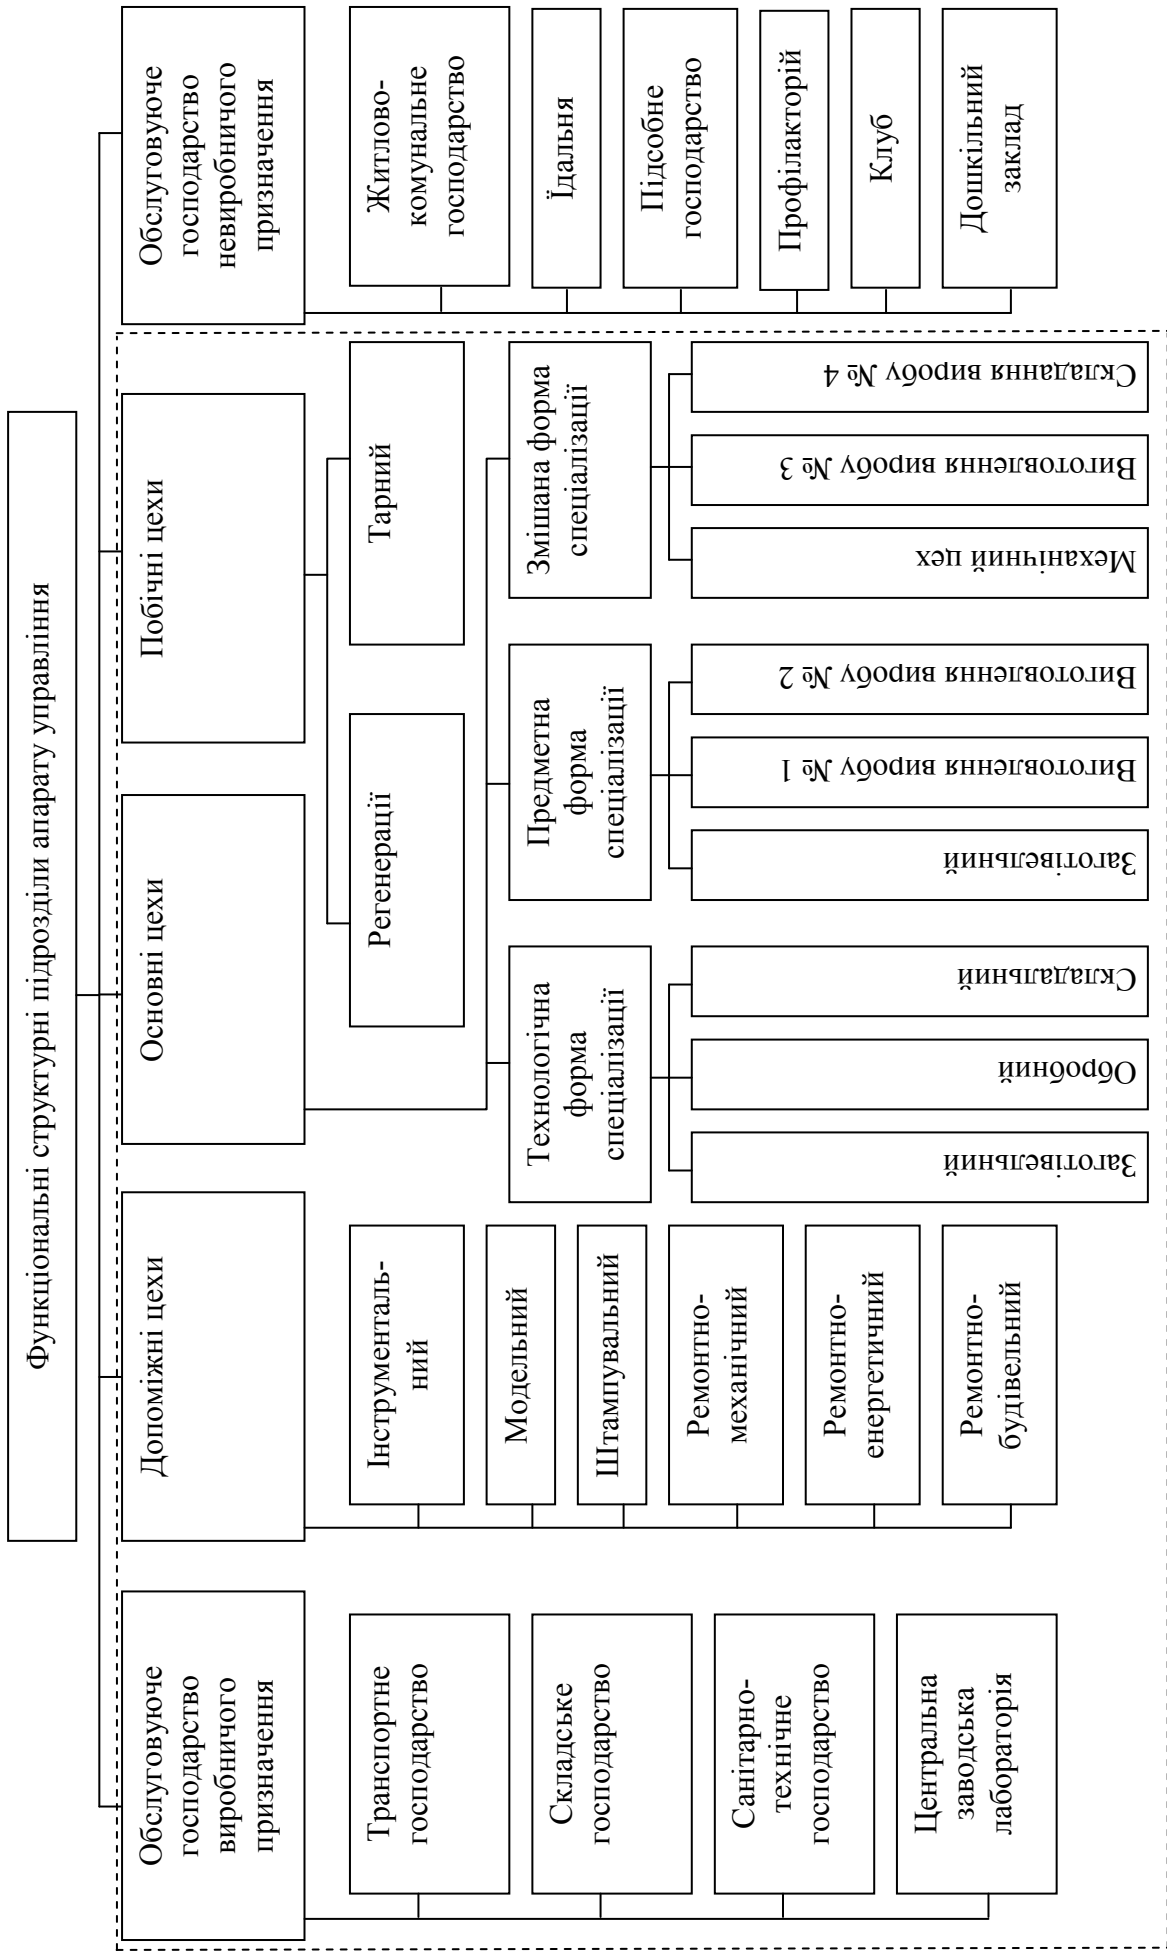 Функціональні структурні підрозділи апарату управління
Обслуговуюче
господарство
виробничого
призначення
Допоміжні цехи
Основні цехи
Побічні цехи
Обслуговуюче
господарство
невиробничого
призначення
Транспортне
господарство
Складське
господарство
Санітарно-
технічне
господарство
Центральна
заводська
лабораторія
Інструменталь-
ний
Модельний
Штампувальний
Ремонтно-
механічний
Ремонтно-
енергетичний
Ремонтно-
будівельний
Регенерації
Тарний
Технологічна
форма
спеціалізації
Предметна
форма
спеціалізації
Змішана форма
спеціалізації
Заготівельний
Обробний
Складальний
Заготівельний
Виготовлення виробу № 1
Виготовлення виробу № 2
Механічний цех
Виготовлення виробу № 3
Складання виробу № 4
Житлово-
комунальне
господарство
Їдальня
Підсобне
господарство
Профілакторій
Клуб
Дошкільний
заклад